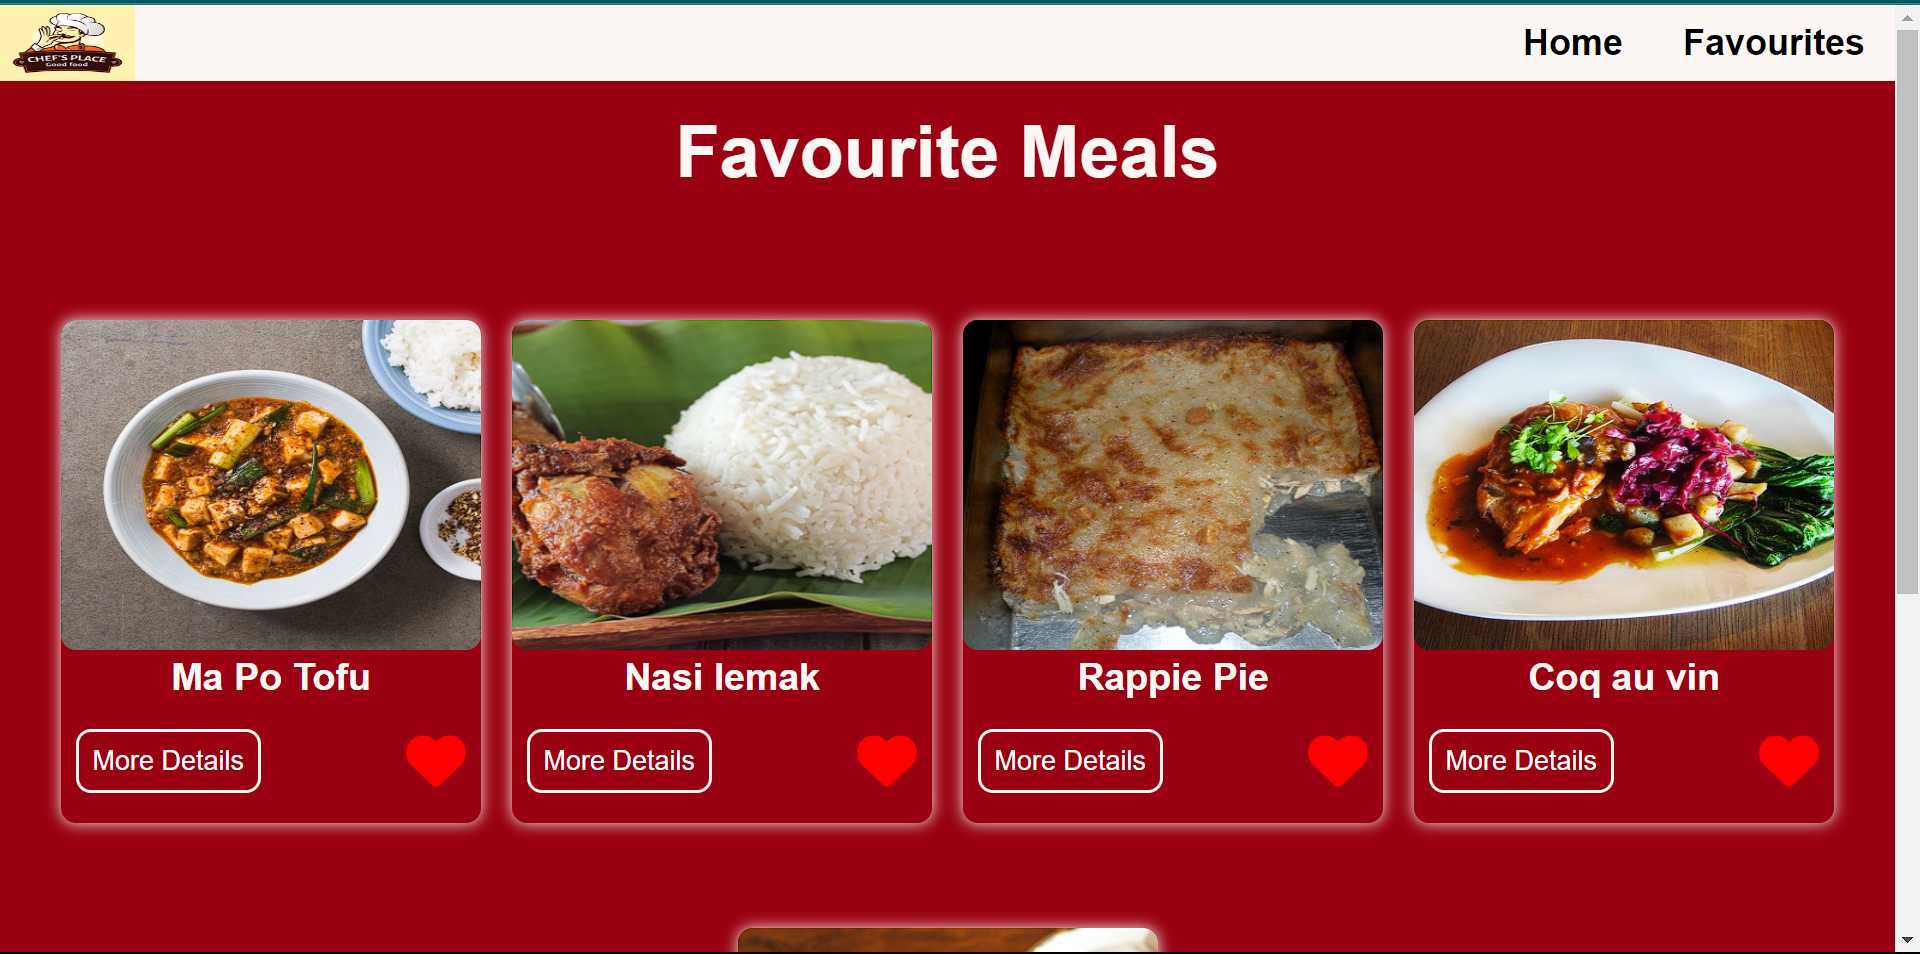 CHEF'S PLACE
Good food
Home
Favourites
Favourite Meals
Ma Po Tofu
Nasi lemak
Rappie Pie
Coq au vin
More Details
More Details
More Details
More Details